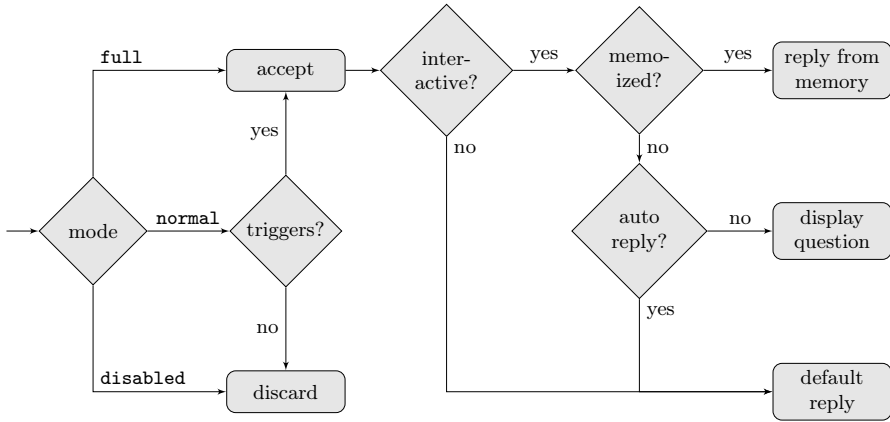 full
accept
inter-
active?
yes
memo-
ized?
yes
reply from
memory
yes
no
no
mode
normal
triggers?
auto
reply?
no
display
question
no
yes
disabled
discard
default
reply